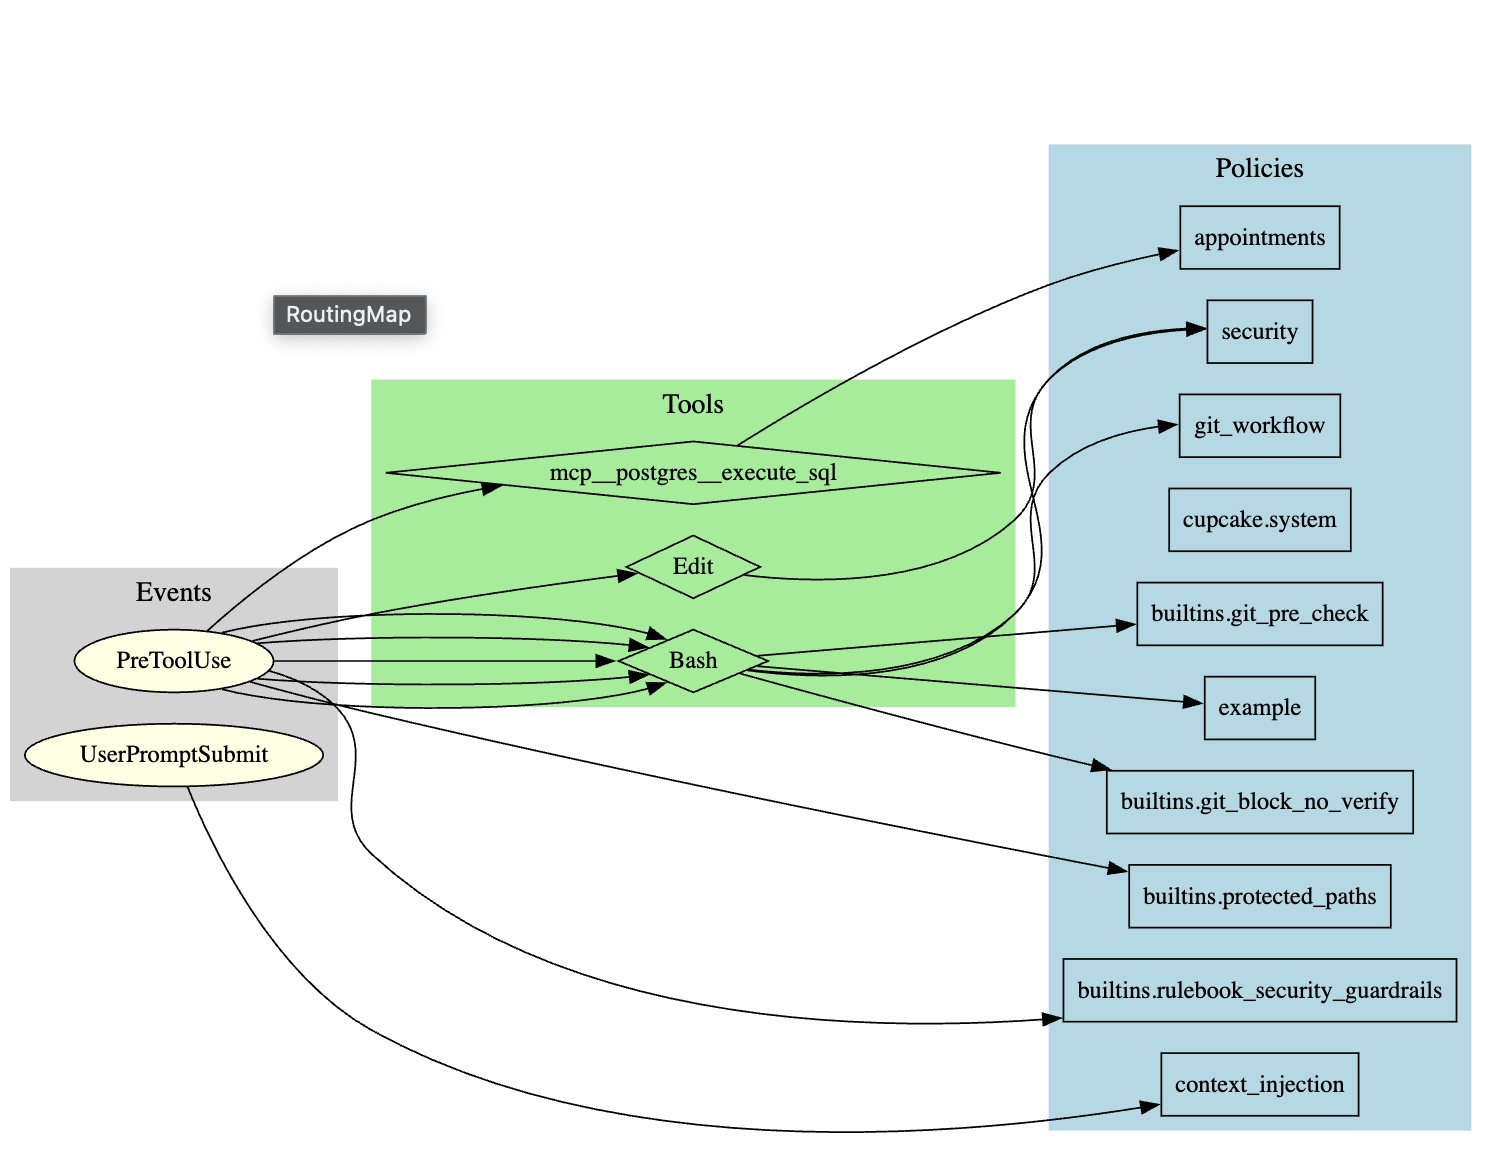 RoutingMap
Events
PreToolUse
UserPromptSubmit
Tools
mcp__postgres__execute_sql
Edit
Bash
Policies
appointments
security
git_workflow
cupcake.system
builtins.git_pre_check
example
builtins.git_block_no_verify
builtins.protected_paths
builtins.rulebook_security_guardrails
context_injection